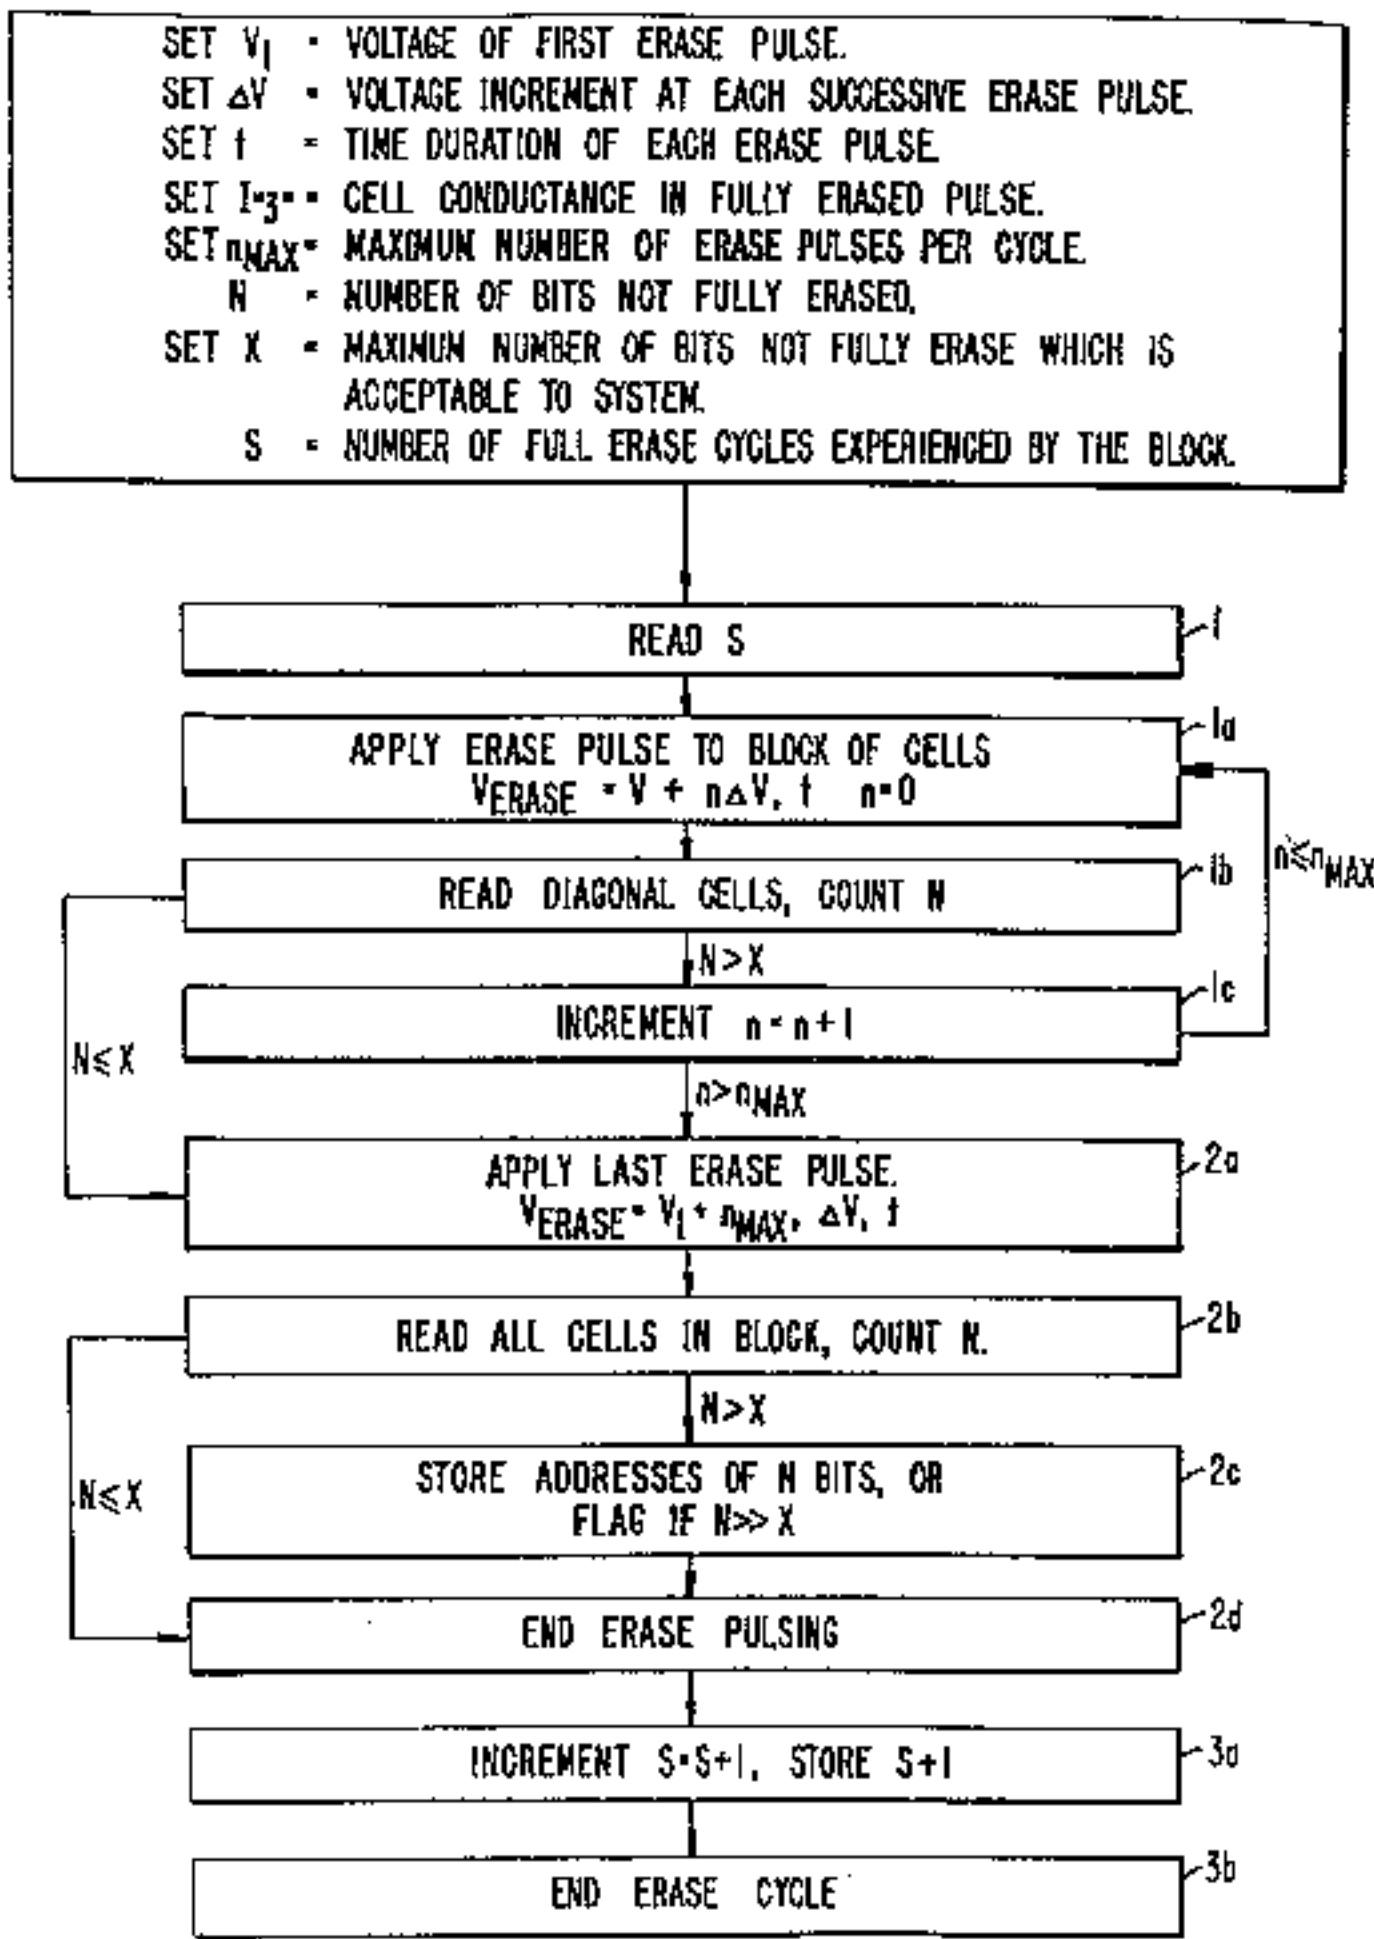 SET V1 = VOLTAGE OF FIRST ERASE PULSE.
SET ΔV = VOLTAGE INCREMENT AT EACH SUCCESSIVE ERASE PULSE.
SET t = TIME DURATION OF EACH ERASE PULSE.
SET I"3" = CELL CONDUCTANCE IN FULLY ERASED PULSE.
SET nMAX = MAXIMUM NUMBER OF ERASE PULSES PER CYCLE.
N = NUMBER OF BITS NOT FULLY ERASED.
SET X = MAXIMUM NUMBER OF BITS NOT FULLY ERASE WHICH IS
ACCEPTABLE TO SYSTEM.
S = NUMBER OF FULL ERASE CYCLES EXPERIENCED BY THE BLOCK.
READ S
1
APPLY ERASE PULSE TO BLOCK OF CELLS
VERASE = V + nΔV, t n=0
1a
READ DIAGONAL CELLS, COUNT N
1b
n≤nMAX
N>X
INCREMENT n=n+1
1c
N≤X
n>nMAX
APPLY LAST ERASE PULSE.
VERASE = V1 + nMAX, ΔV, t
2a
READ ALL CELLS IN BLOCK, COUNT N.
2b
N>X
STORE ADDRESSES OF N BITS, OR
FLAG IF N>>X
2c
N≤X
END ERASE PULSING
2d
INCREMENT S=S+1, STORE S+1
3a
END ERASE CYCLE
3b